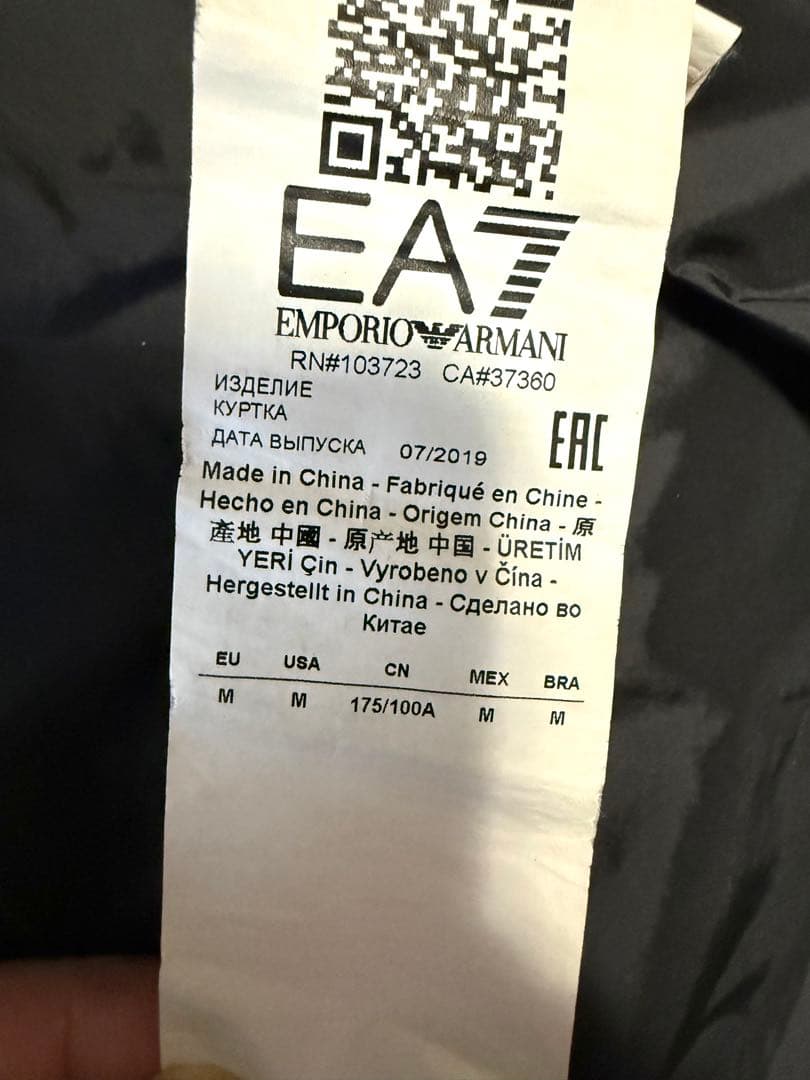 EA7
EMPORIO ARMANI
RN#103723 CA#37360
ИЗДЕЛИЕ
КУРТКА
ДАТА ВЫПУСКА 07/2019
EAC
Made in China - Fabriqué en Chine -
Hecho en China - Origem China - 原
產地 中國 - 原产地 中国 - ÜRETİM
YERİ Çin - Vyrobeno v Čína -
Hergestellt in China - Сделано во
Китае
EU USA CN MEX BRA
M M 175/100A M M